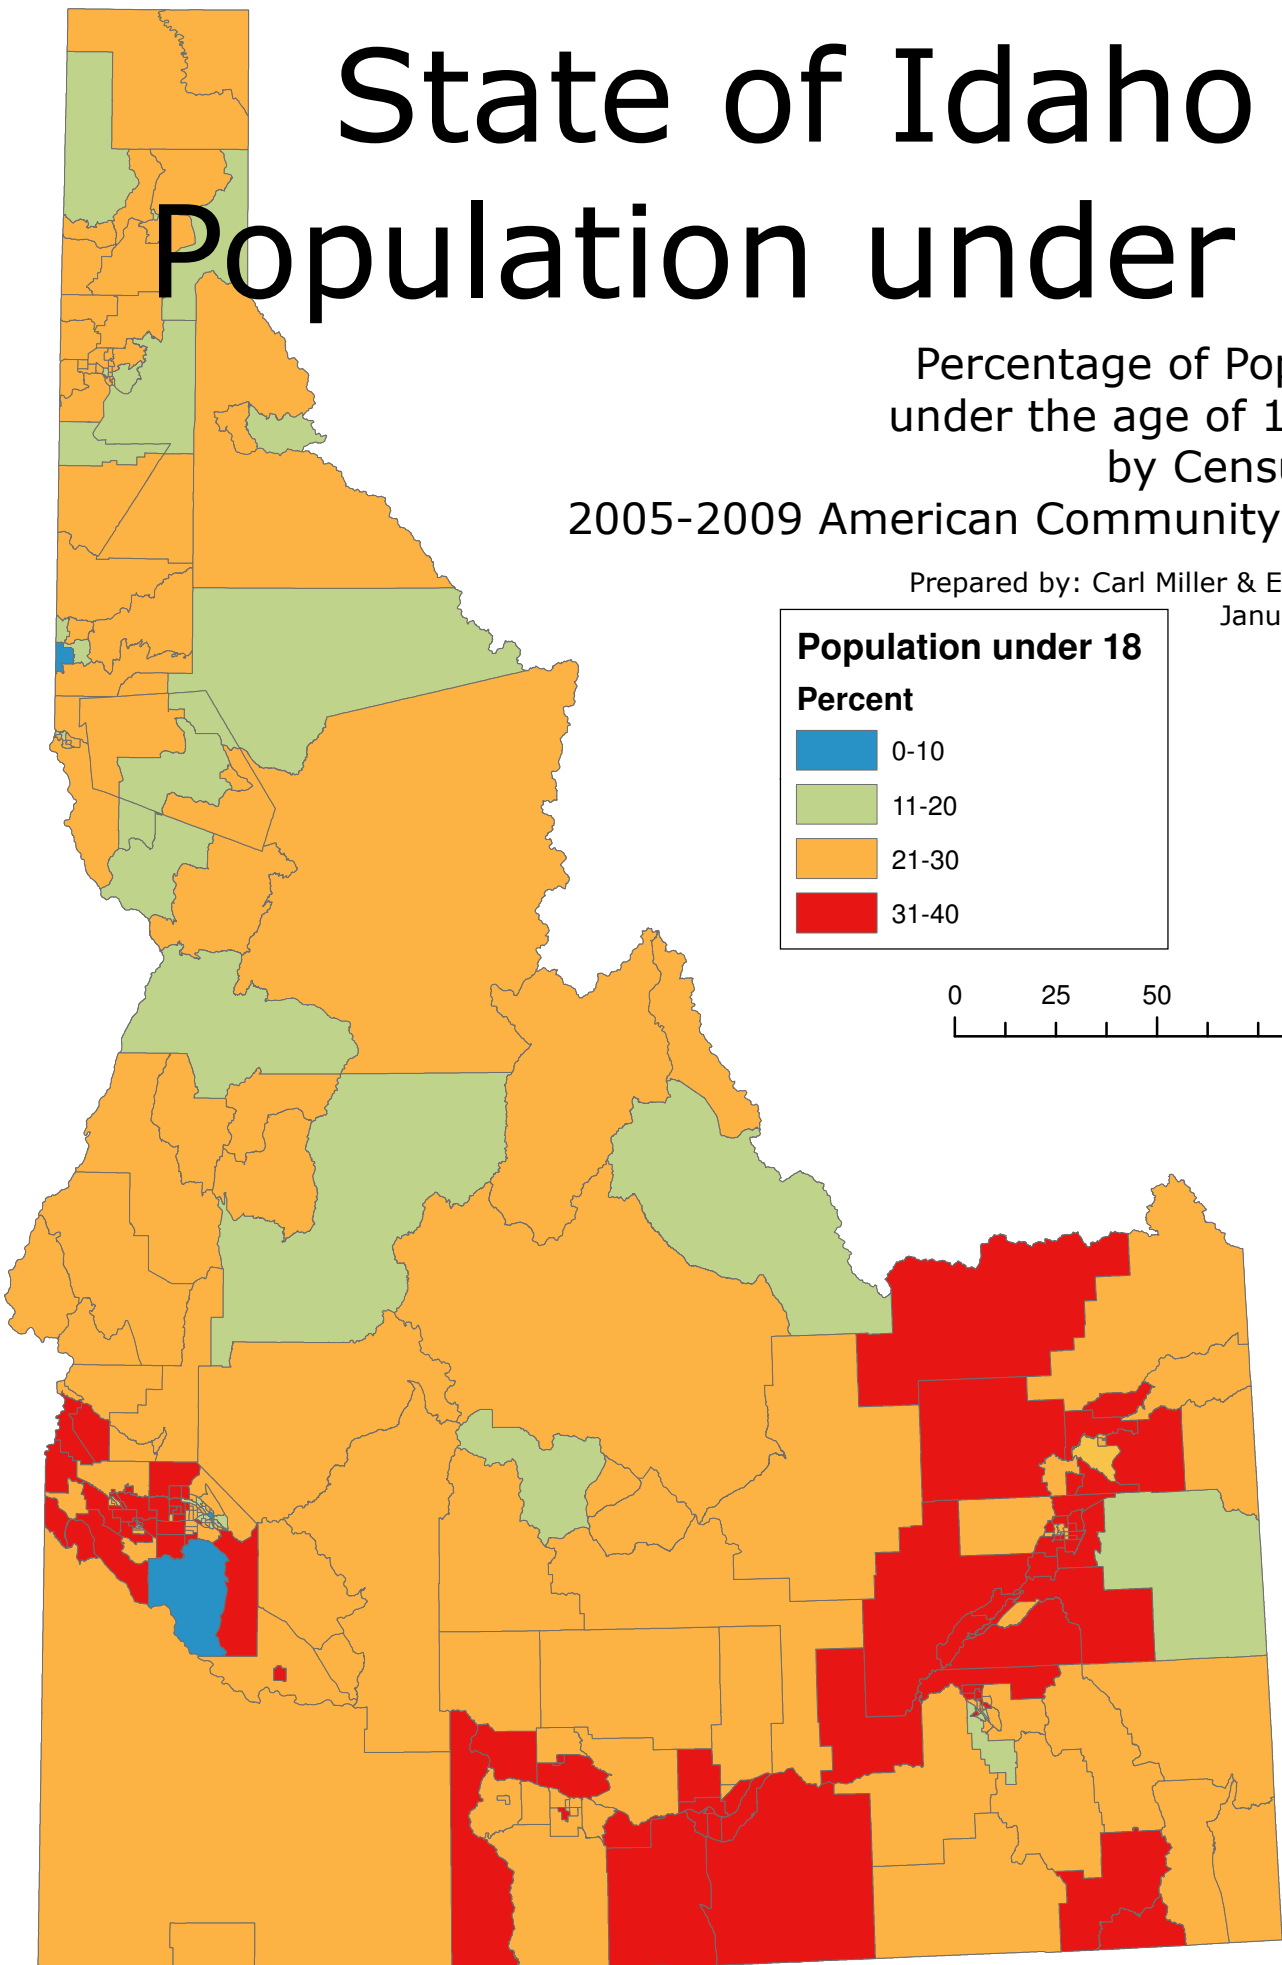 State of Idaho
Population under
Percentage of Pop
under the age of 1
by Censu
2005-2009 American Community
Prepared by: Carl Miller & E
Janu
Population under 18
Percent
0-10
11-20
21-30
31-40
0 25 50